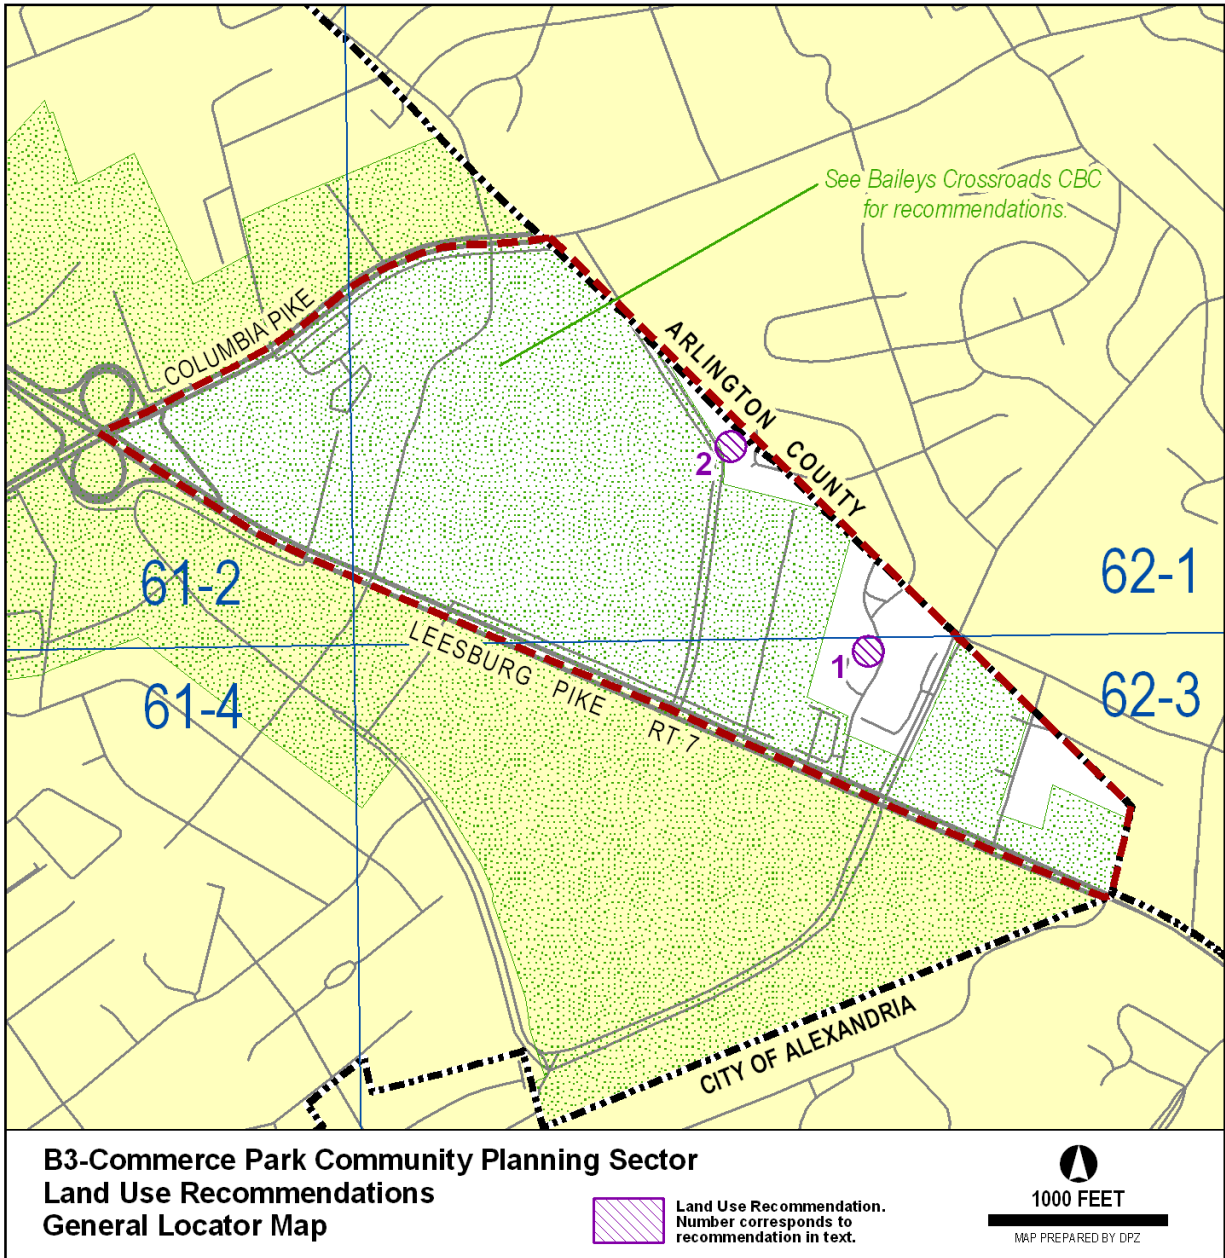 See Baileys Crossroads CBC
for recommendations.
COLUMBIA PIKE
ARLINGTON COUNTY
2
61-2
62-1
LEESBURG PIKE RT 7
1
61-4
62-3
CITY OF ALEXANDRIA
B3-Commerce Park Community Planning Sector
Land Use Recommendations
General Locator Map
Land Use Recommendation.
Number corresponds to
recommendation in text.
1000 FEET
MAP PREPARED BY DPZ